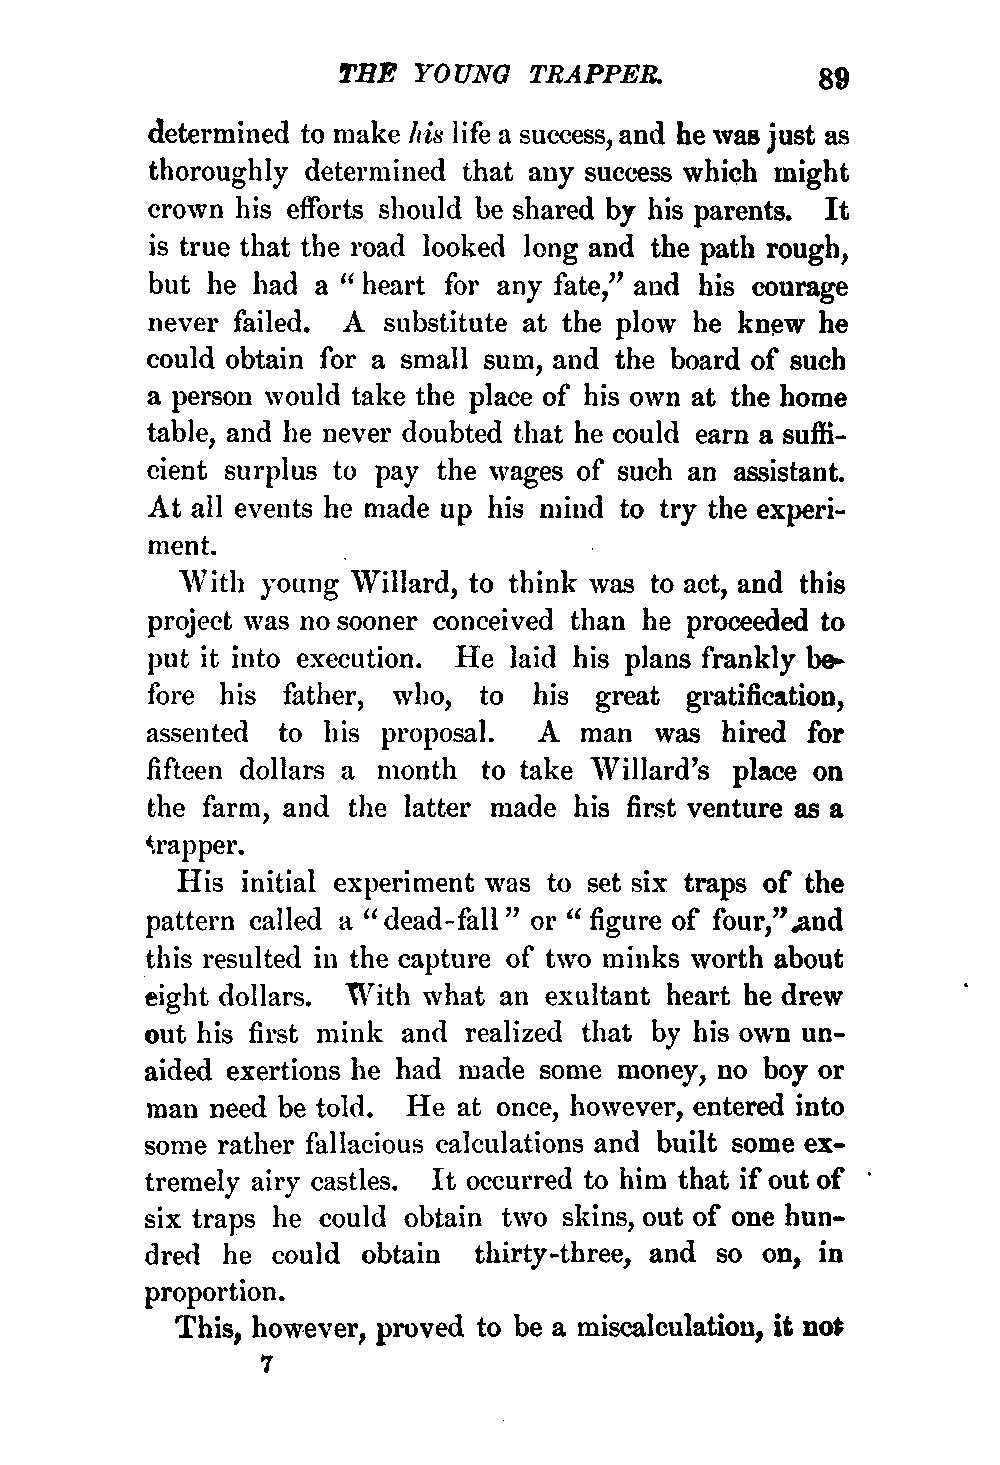 THE YOUNG TRAPPER. 89
determined to make his life a success, and he was just as
thoroughly determined that any success which might
crown his efforts should be shared by his parents. It
is true that the road looked long and the path rough,
but he had a “heart for any fate,” and his courage
never failed. A substitute at the plow he knew he
could obtain for a small sum, and the board of such
a person would take the place of his own at the home
table, and he never doubted that he could earn a suffi-
cient surplus to pay the wages of such an assistant.
At all events he made up his mind to try the experi-
ment.
With young Willard, to think was to act, and this
project was no sooner conceived than he proceeded to
put it into execution. He laid his plans frankly be-
fore his father, who, to his great gratification,
assented to his proposal. A man was hired for
fifteen dollars a month to take Willard’s place on
the farm, and the latter made his first venture as a
trapper.
His initial experiment was to set six traps of the
pattern called a “dead-fall” or “figure of four,” and
this resulted in the capture of two minks worth about
eight dollars. With what an exultant heart he drew
out his first mink and realized that by his own un-
aided exertions he had made some money, no boy or
man need be told. He at once, however, entered into
some rather fallacious calculations and built some ex-
tremely airy castles. It occurred to him that if out of
six traps he could obtain two skins, out of one hun-
dred he could obtain thirty-three, and so on, in
proportion.
This, however, proved to be a miscalculation, it not
7